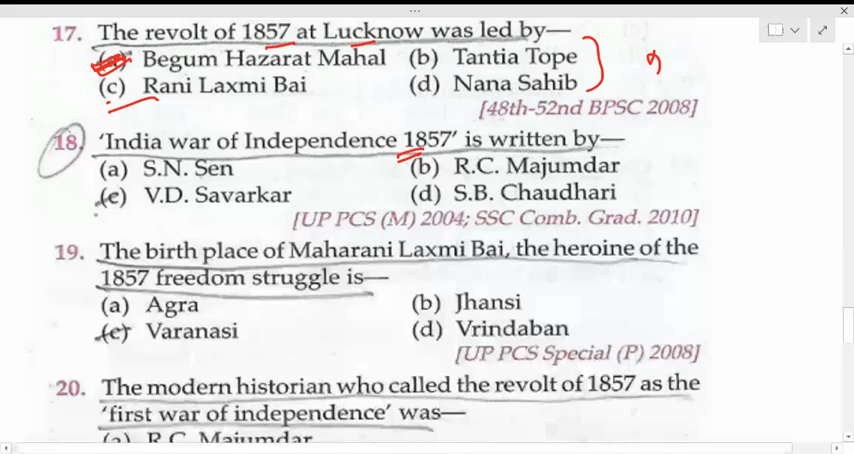 17. The revolt of 1857 at Lucknow was led by—
Begum Hazarat Mahal (b) Tantia Tope
(c) Rani Laxmi Bai (d) Nana Sahib
[48th-52nd BPSC 2008]
18. 'India war of Independence 1857' is written by—
(a) S.N. Sen (b) R.C. Majumdar
(c) V.D. Savarkar (d) S.B. Chaudhari
[UP PCS (M) 2004; SSC Comb. Grad. 2010]
19. The birth place of Maharani Laxmi Bai, the heroine of the
1857 freedom struggle is—
(a) Agra (b) Jhansi
(c) Varanasi (d) Vrindaban
[UP PCS Special (P) 2008]
20. The modern historian who called the revolt of 1857 as the
'first war of independence' was—
(a) R.C. Majumdar